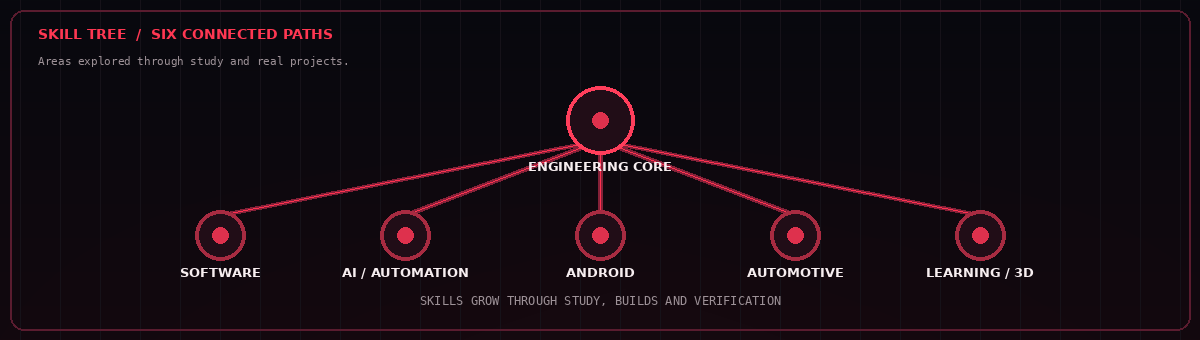 SKILL TREE / SIX CONNECTED PATHS
Areas explored through study and real projects.
ENGINEERING CORE
SOFTWARE
AI / AUTOMATION
ANDROID
AUTOMOTIVE
LEARNING / 3D
SKILLS GROW THROUGH STUDY, BUILDS AND VERIFICATION